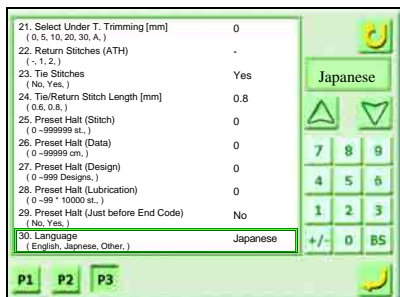 21. Select Under T. Trimming [mm] 0
( 0, 5, 10, 20, 30, A, )
22. Return Stitches (ATH) -
( -, 1, 2, )
23. Tie Stitches Yes
( No, Yes, )
24. Tie/Return Stitch Length [mm] 0.8
( 0.6, 0.8, )
25. Preset Halt (Stitch) 0
( 0 ~999999 st., )
26. Preset Halt (Data) 0
( 0 ~99999 cm, )
27. Preset Halt (Design) 0
( 0 ~999 Designs, )
28. Preset Halt (Lubrication) 0
( 0 ~99 * 10000 st., )
29. Preset Halt (Just before End Code) No
( No, Yes, )
30. Language Japanese
( English, Japnese, Other, )
Japanese
7 8 9
4 5 6
1 2 3
+/- 0 BS
P1 P2 P3